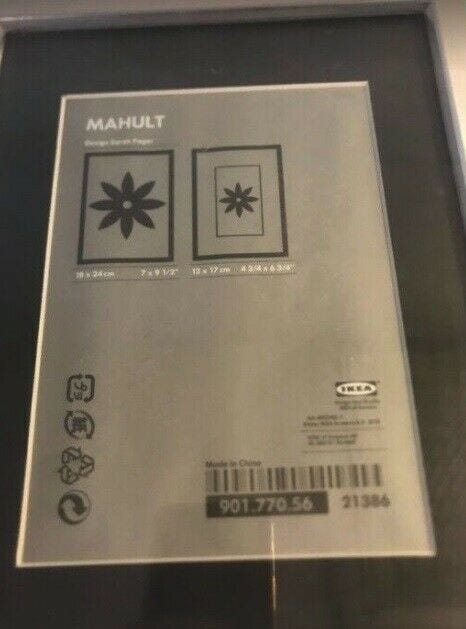 MAHULT
Design Sarah Fager
18 x 24 cm 7 x 9 1/2"
13 x 17 cm 4 3/4 x 6 3/4"
IKEA
Made in China
901.770.56 21386